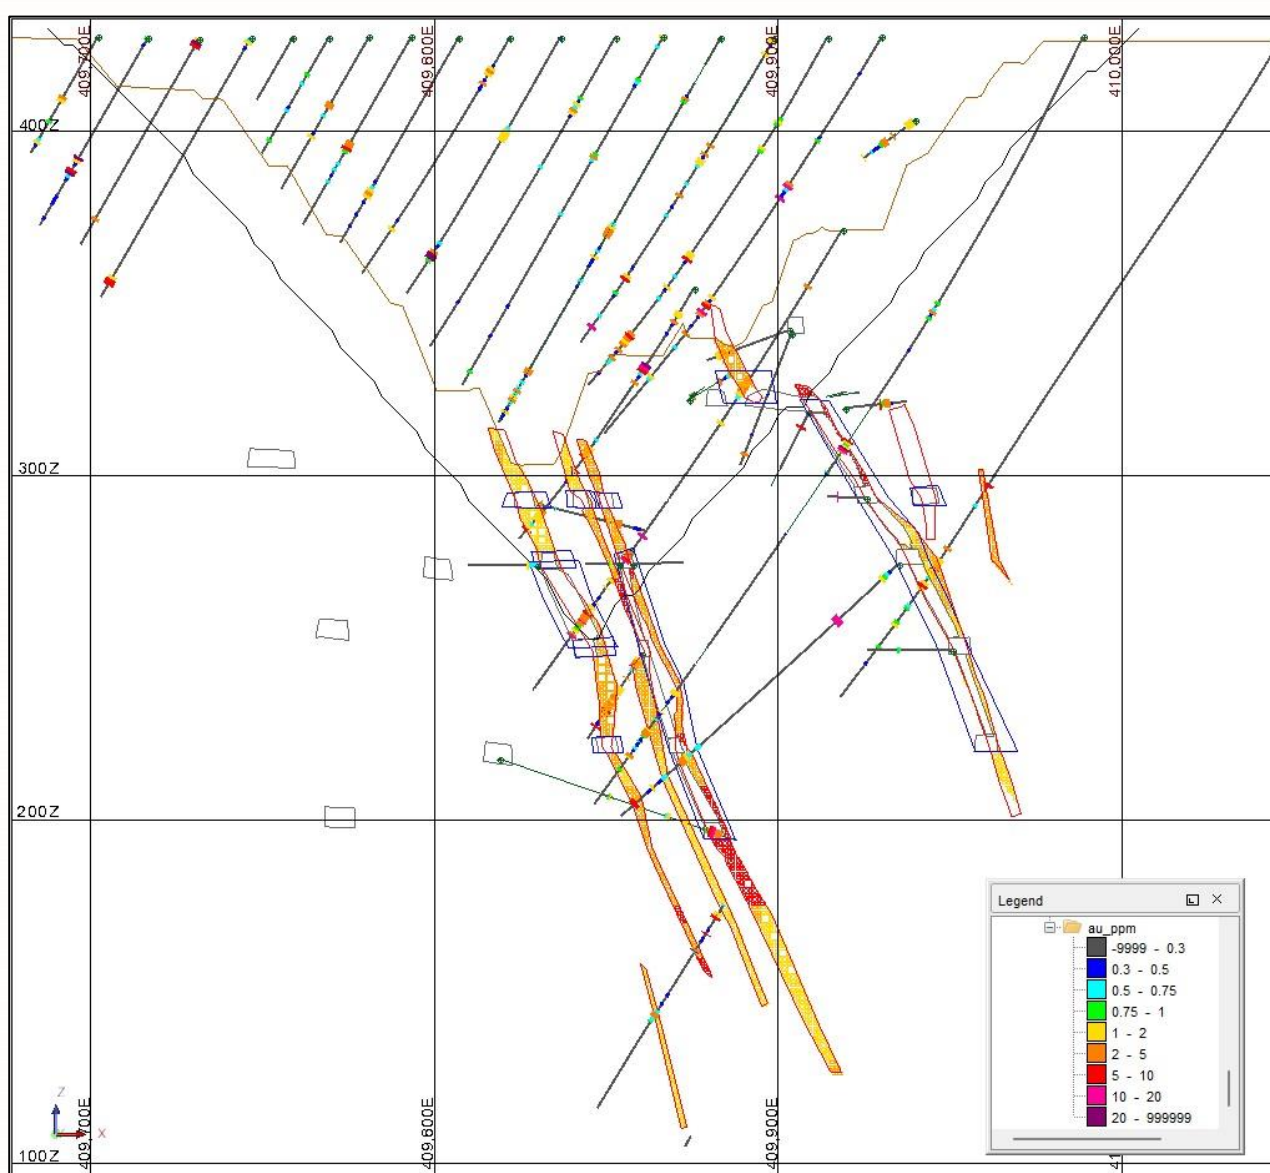 409,700E
409,800E
409,900E
410,000E
400Z
300Z
200Z
100Z
Z
X
409,700E
409,800E
409,900E
41
Legend
au_ppm
-9999 - 0.3
0.3 - 0.5
0.5 - 0.75
0.75 - 1
1 - 2
2 - 5
5 - 10
10 - 20
20 - 999999